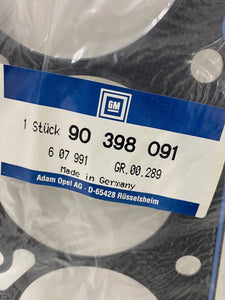 GM
1 Stück 90 398 091
6 07 991 GR.00.289
Made in Germany
Adam Opel AG · D-65428 Rüsselsheim